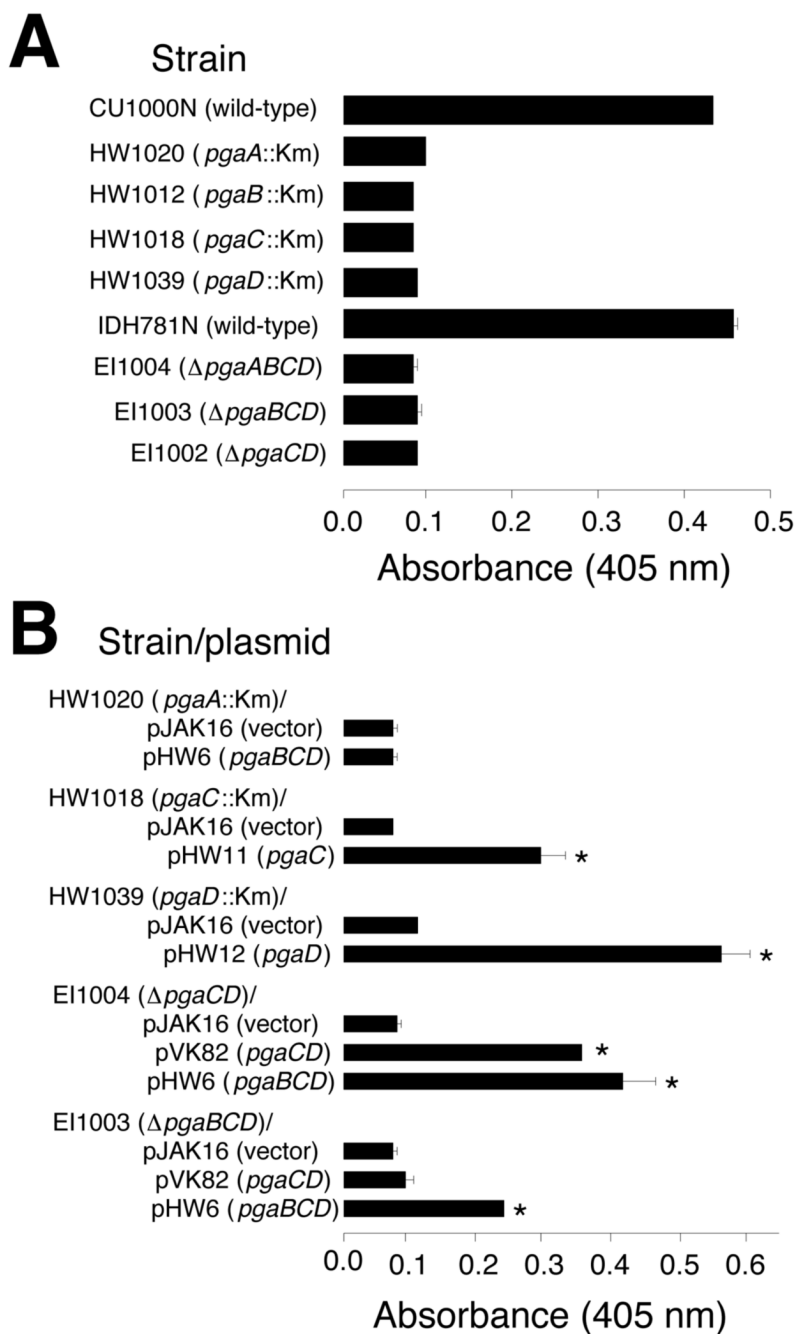 A
Strain
CU1000N (wild-type)
HW1020 ( pgaA::Km)
HW1012 ( pgaB::Km)
HW1018 ( pgaC::Km)
HW1039 ( pgaD::Km)
IDH781N (wild-type)
EI1004 (ΔpgaABCD)
EI1003 (ΔpgaBCD)
EI1002 (ΔpgaCD)
0.0 0.1 0.2 0.3 0.4 0.5
Absorbance (405 nm)
B
Strain/plasmid
HW1020 ( pgaA::Km)/
pJAK16 (vector)
pHW6 ( pgaBCD)
HW1018 (pgaC::Km)/
pJAK16 (vector)
pHW11 (pgaC) *
HW1039 (pgaD::Km)/
pJAK16 (vector)
pHW12 (pgaD) *
EI1004 (ΔpgaCD)/
pJAK16 (vector)
pVK82 (pgaCD) *
pHW6 (pgaBCD) *
EI1003 (ΔpgaBCD)/
pJAK16 (vector)
pVK82 (pgaCD)
pHW6 ( pgaBCD) *
0.0 0.1 0.2 0.3 0.4 0.5 0.6
Absorbance (405 nm)